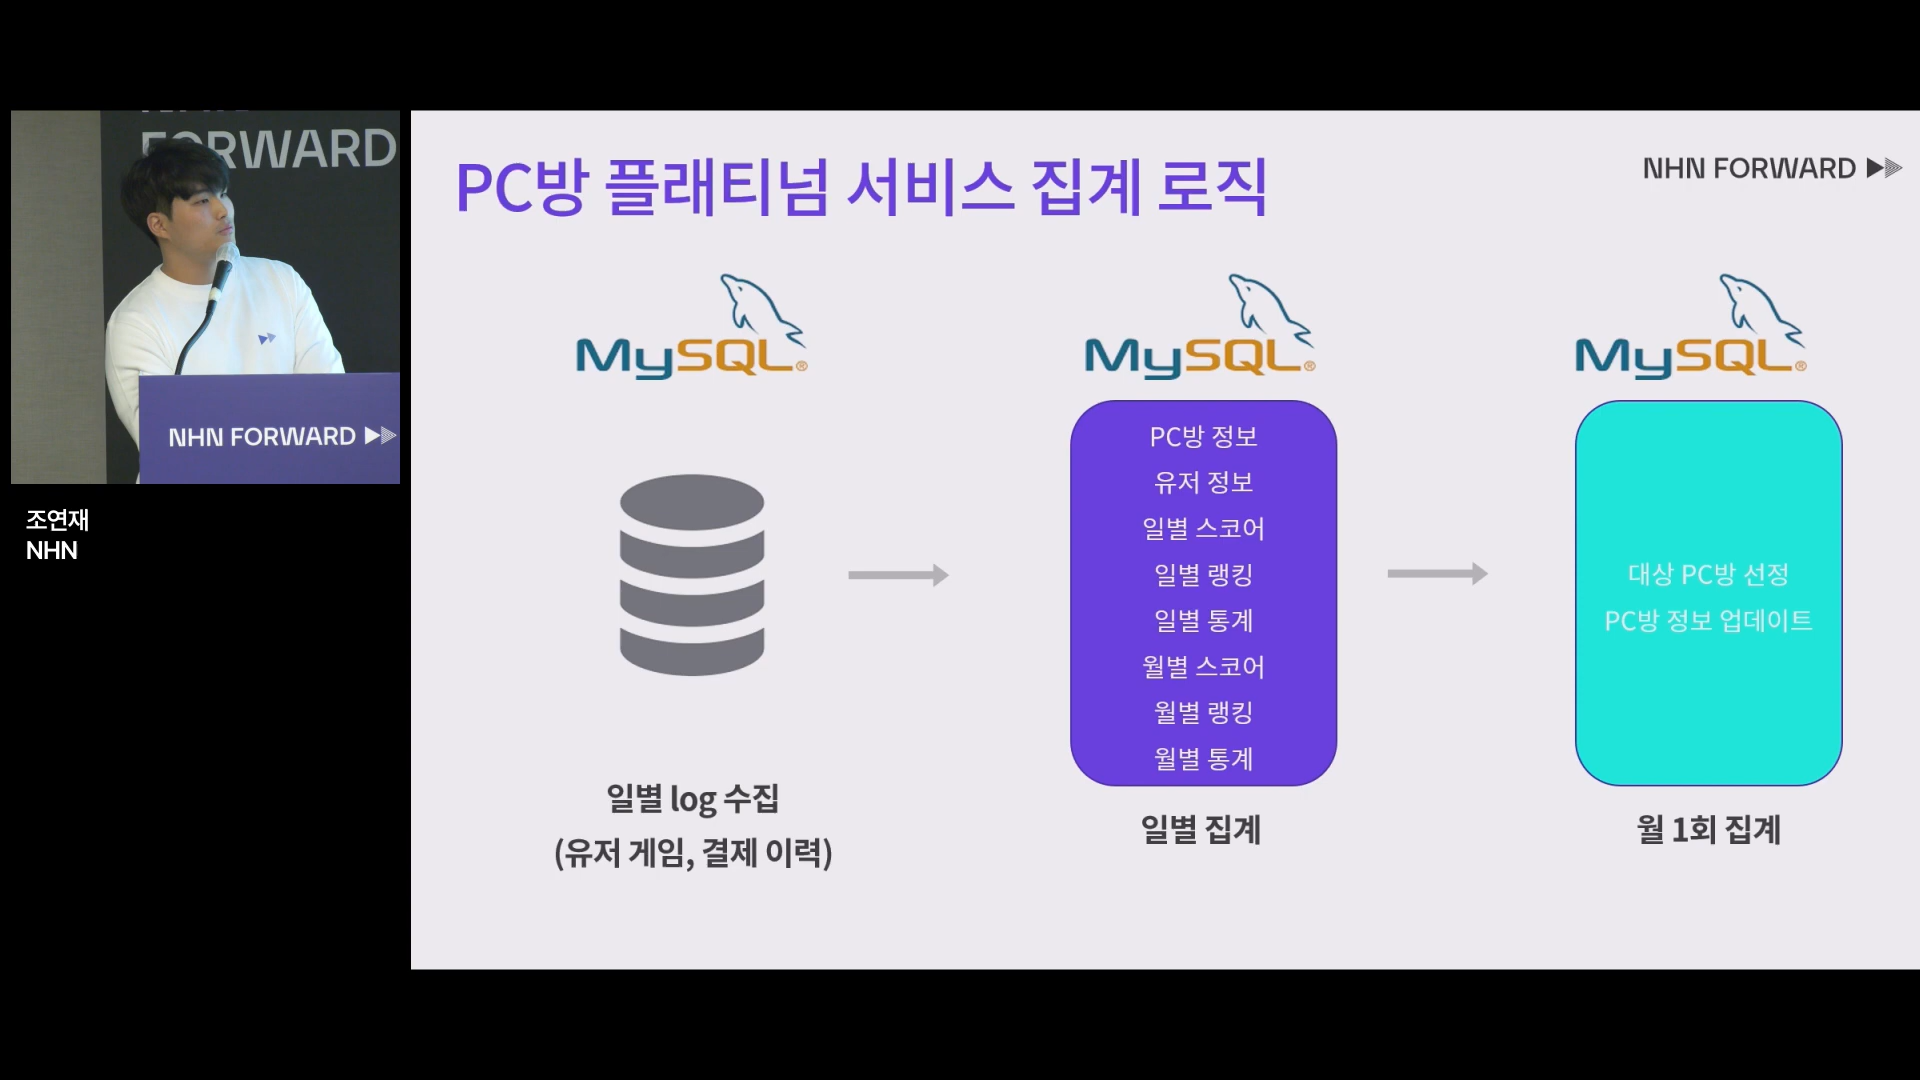 FORWARD
NHN FORWARD
조연재
NHN
PC방 플래티넘 서비스 집계 로직
NHN FORWARD
MySQL®
MySQL®
MySQL®
일별 log 수집
(유저 게임, 결제 이력)
PC방 정보
유저 정보
일별 스코어
일별 랭킹
일별 통계
월별 스코어
월별 랭킹
월별 통계
일별 집계
대상 PC방 선정
PC방 정보 업데이트
월 1회 집계